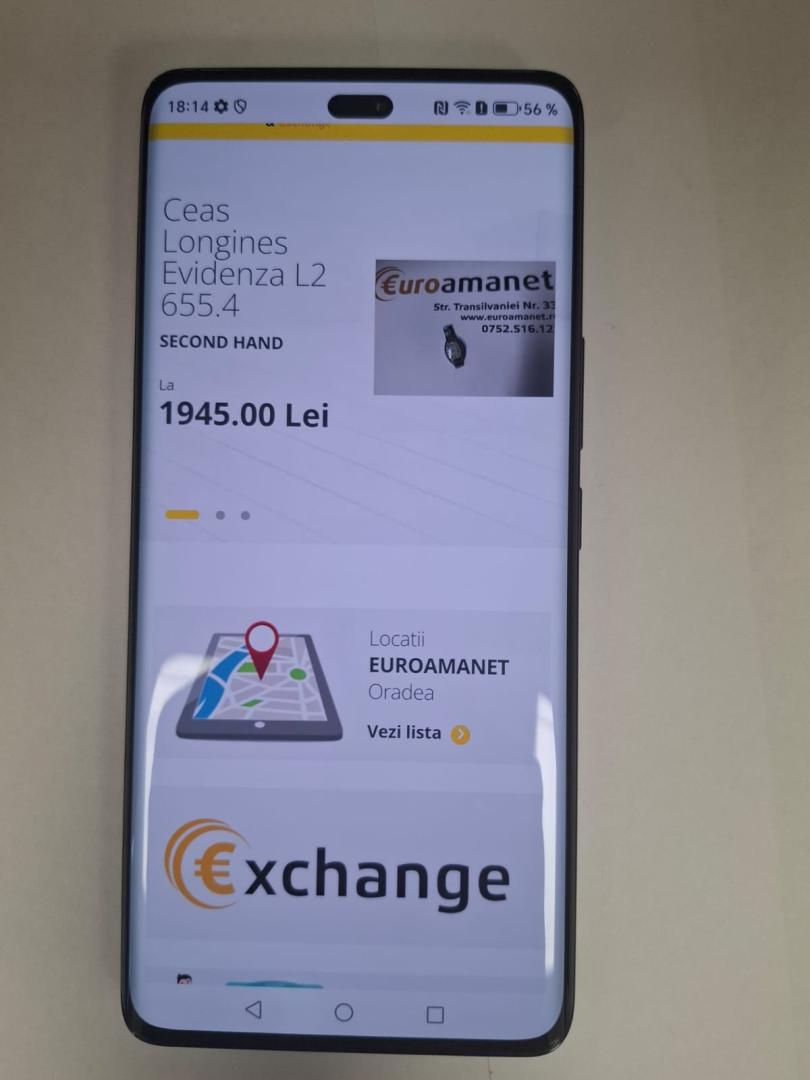 18:14
56 %
Ceas
Longines
Evidenza L2
655.4
SECOND HAND
La
1945.00 Lei
€uroamanet
Str. Transilvaniei Nr. 33
www.euroamanet.r
0752.516.12
Locatii
EUROAMANET
Oradea
Vezi lista
€xchange